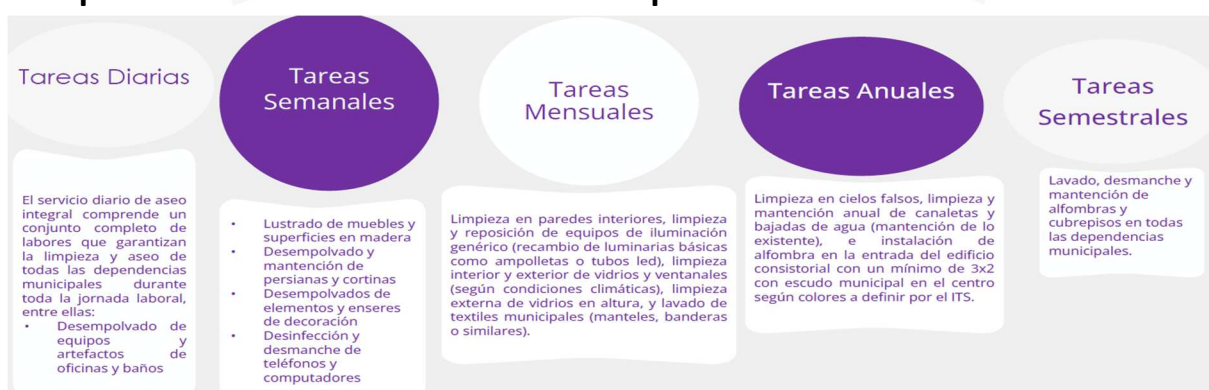 Tareas Diarias
El servicio diario de aseo
integral comprende un
conjunto completo de
labores que garantizan
la limpieza y aseo de
todas las dependencias
municipales durante
toda la jornada laboral,
entre ellas:
• Desempolvado de
equipos y
artefactos de
oficinas y baños
Tareas
Semanales
• Lustrado de muebles y
superficies en madera
• Desempolvado y
mantención de
persianas y cortinas
• Desempolvados de
elementos y enseres
de decoración
• Desinfección y
desmanche de
teléfonos y
computadores
Tareas
Mensuales
Limpieza en paredes interiores, limpieza
y reposición de equipos de iluminación
genérico (recambio de luminarias básicas
como ampolletas o tubos led), limpieza
interior y exterior de vidrios y ventanales
(según condiciones climáticas), limpieza
externa de vidrios en altura, y lavado de
textiles municipales (manteles, banderas
o similares).
Tareas Anuales
Limpieza en cielos falsos, limpieza y
mantención anual de canaletas y
bajadas de agua (mantención de lo
existente), e instalación de
alfombra en la entrada del edificio
consistorial con un mínimo de 3x2
con escudo municipal en el centro
según colores a definir por el ITS.
Tareas
Semestrales
Lavado, desmanche y
mantención de
alfombras y
cubrepisos en todas
las dependencias
municipales.